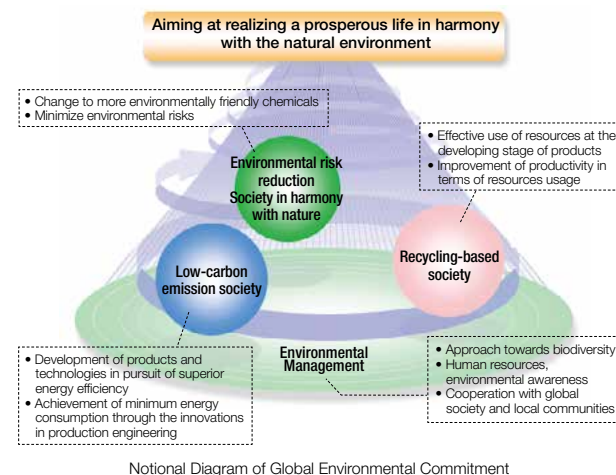 Aiming at realizing a prosperous life in harmony
with the natural environment
• Change to more environmentally friendly chemicals
• Minimize environmental risks
• Effective use of resources at the
developing stage of products
• Improvement of productivity in
terms of resources usage
Environmental risk
reduction
Society in harmony
with nature
Low-carbon
emission society
Recycling-based
society
Environmental
Management
• Development of products and
technologies in pursuit of superior
energy efficiency
• Achievement of minimum energy
consumption through the innovations
in production engineering
• Approach towards biodiversity
• Human resources,
environmental awareness
• Cooperation with global
society and local communities
Notional Diagram of Global Environmental Commitment